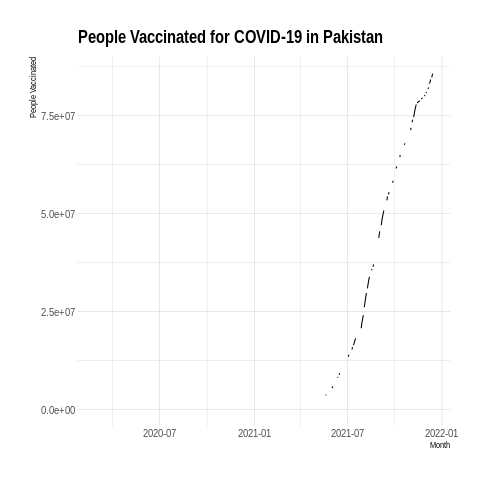 People Vaccinated for COVID-19 in Pakistan
People Vaccinated
7.5e+07
5.0e+07
2.5e+07
0.0e+00
2020-07
2021-01
2021-07
2022-01
Month